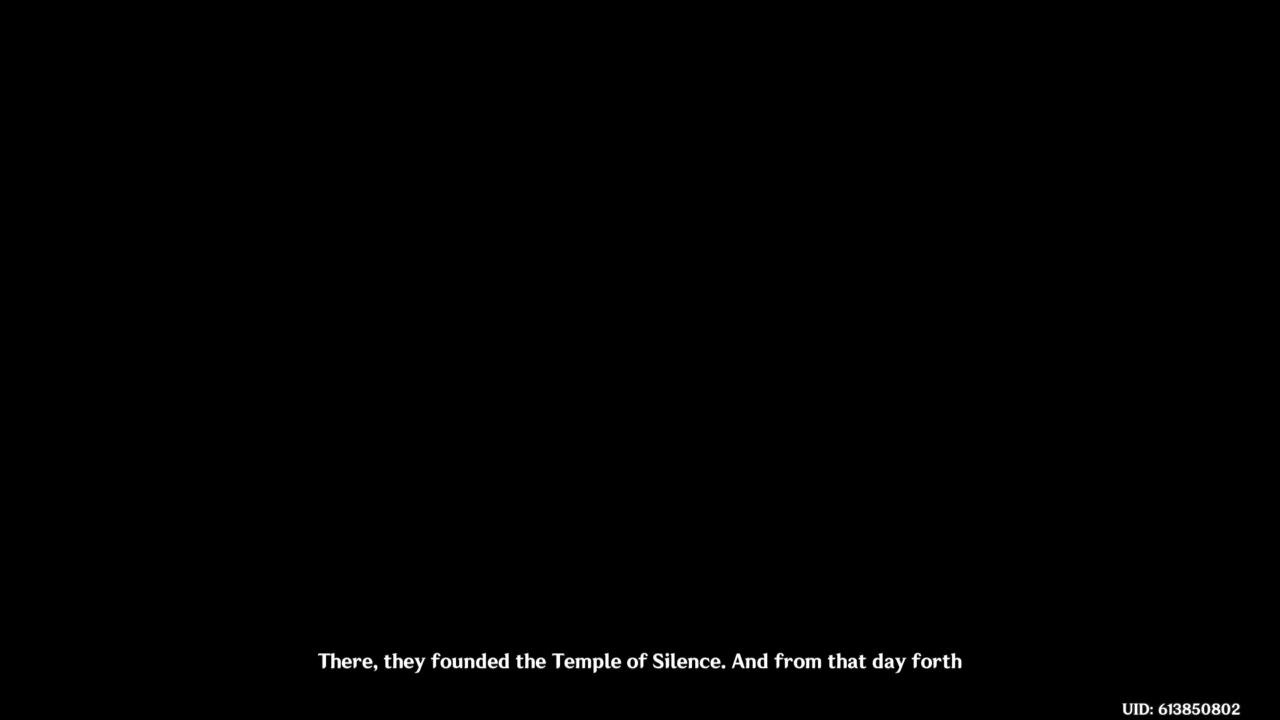 There, they founded the Temple of Silence. And from that day forth
UID: 613850802